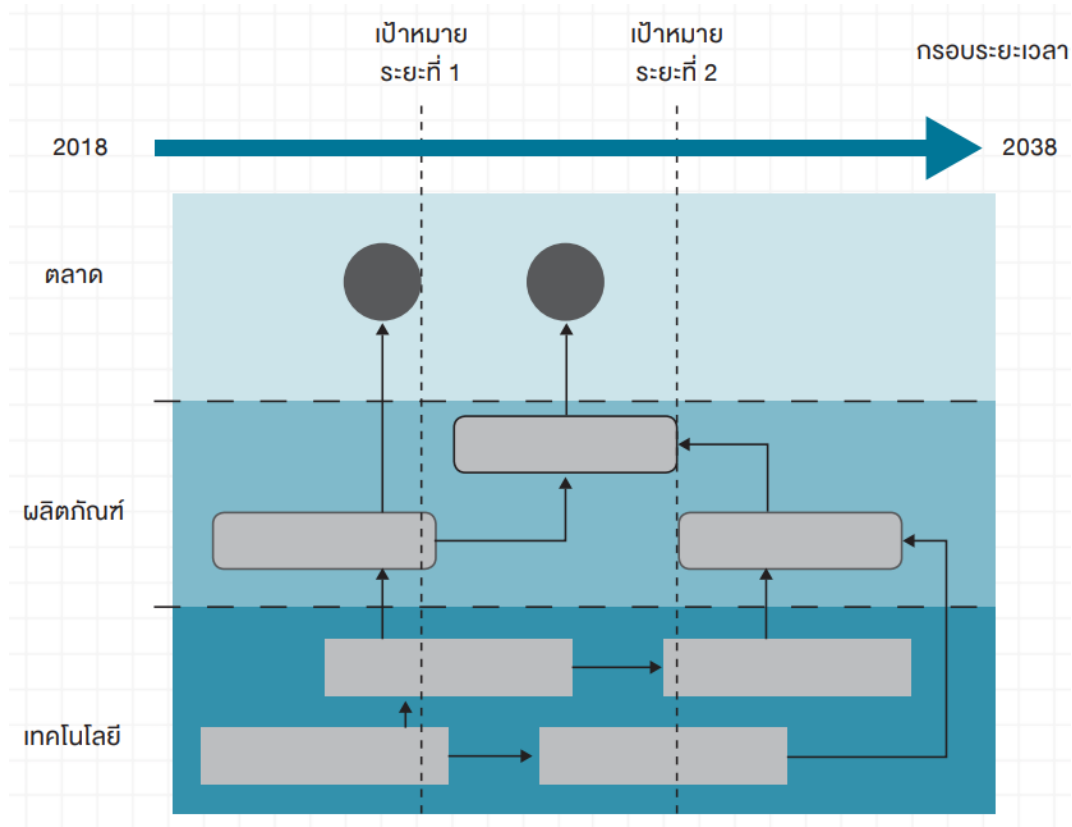 เป้าหมาย
ระยะที่ 1
เป้าหมาย
ระยะที่ 2
กรอบระยะเวลา
2018
2038
ตลาด
ผลิตภัณฑ์
เทคโนโลยี